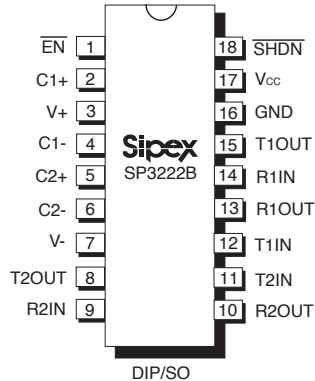 EN 1 18 SHDN
C1+ 2 17 Vcc
V+ 3 16 GND
C1- 4 15 T1OUT
Sipex
C2+ 5 SP3222B 14 R1IN
C2- 6 13 R1OUT
V- 7 12 T1IN
T2OUT 8 11 T2IN
R2IN 9 10 R2OUT
DIP/SO